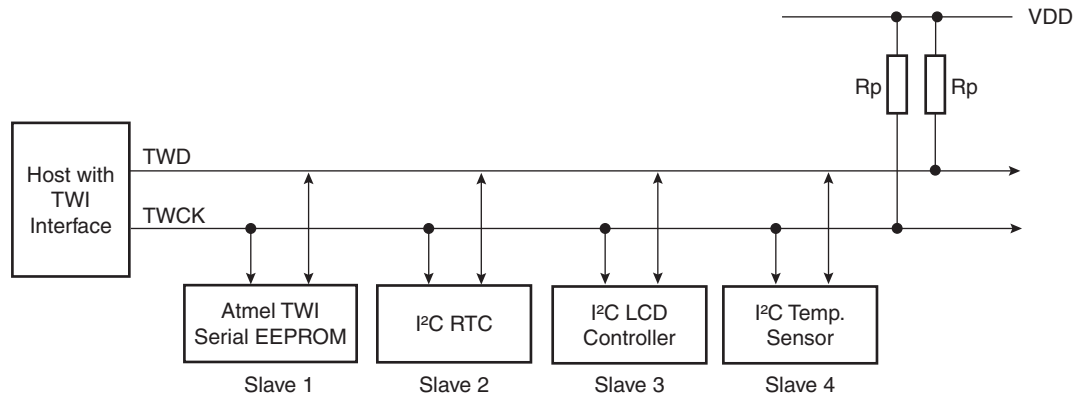 VDD
Rp
Rp
Host with
TWI
Interface
TWD
TWCK
Atmel TWI
Serial EEPROM
Slave 1
I²C RTC
Slave 2
I²C LCD
Controller
Slave 3
I²C Temp.
Sensor
Slave 4